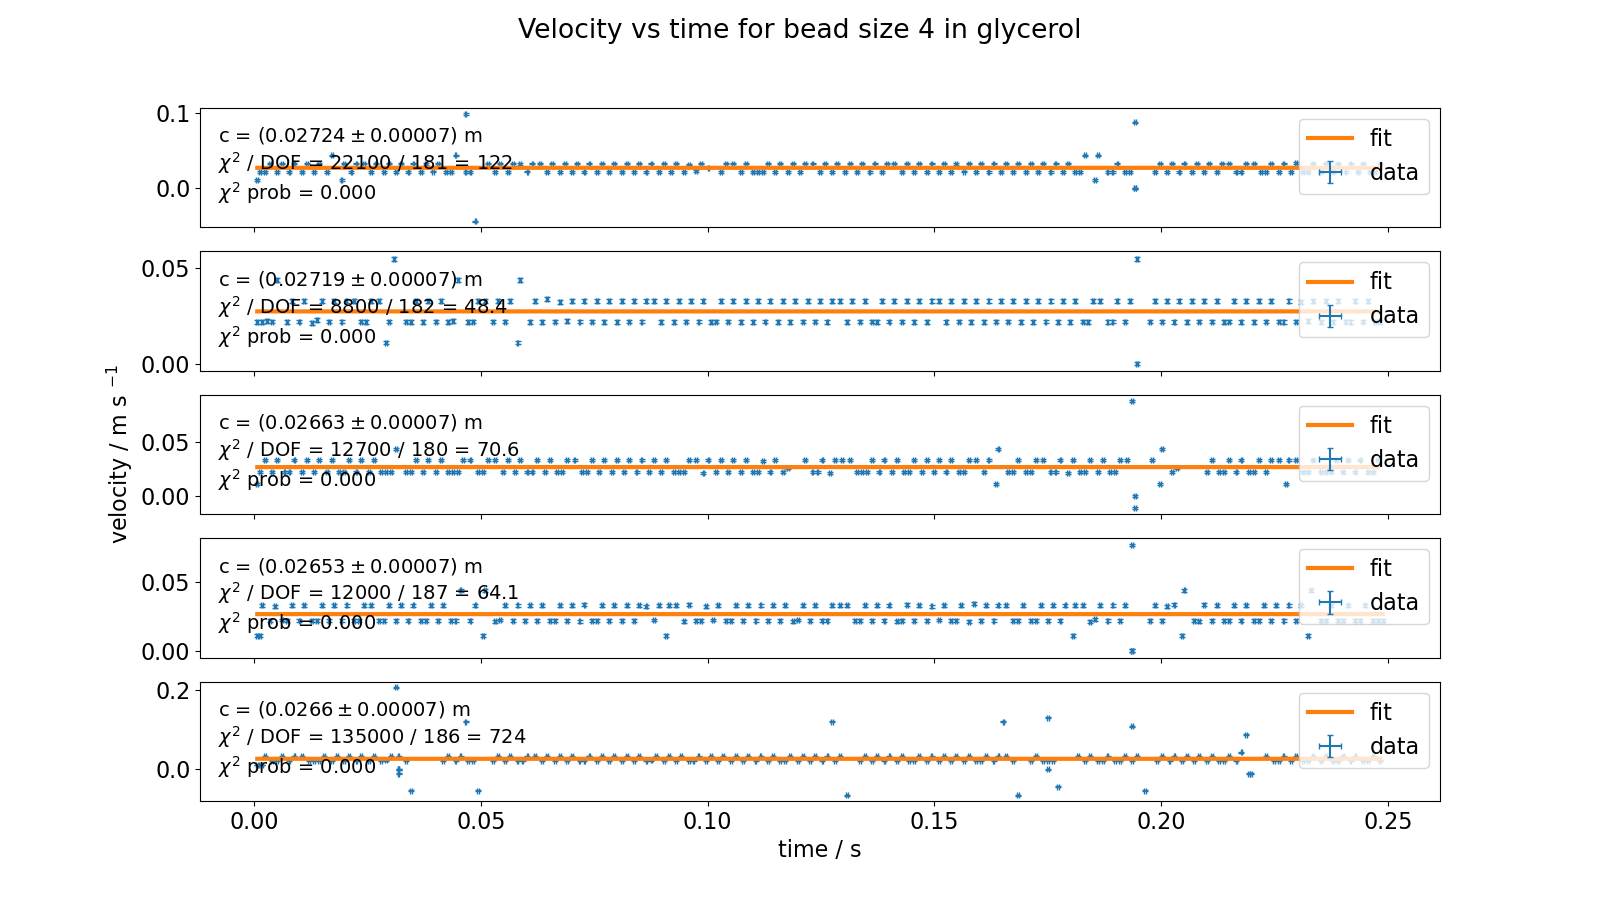 Velocity vs time for bead size 4 in glycerol
0.1
0.0
c = (0.02724 ± 0.00007) m
χ² / DOF = 22100 / 181 = 122
χ² prob = 0.000
fit
data
0.05
0.00
c = (0.02719 ± 0.00007) m
χ² / DOF = 8800 / 182 = 48.4
χ² prob = 0.000
fit
data
velocity / m s ⁻¹
0.05
0.00
c = (0.02663 ± 0.00007) m
χ² / DOF = 12700 / 180 = 70.6
χ² prob = 0.000
fit
data
0.05
0.00
c = (0.02653 ± 0.00007) m
χ² / DOF = 12000 / 187 = 64.1
χ² prob = 0.000
fit
data
0.2
0.0
c = (0.0266 ± 0.00007) m
χ² / DOF = 135000 / 186 = 724
χ² prob = 0.000
fit
data
0.00 0.05 0.10 0.15 0.20 0.25
time / s